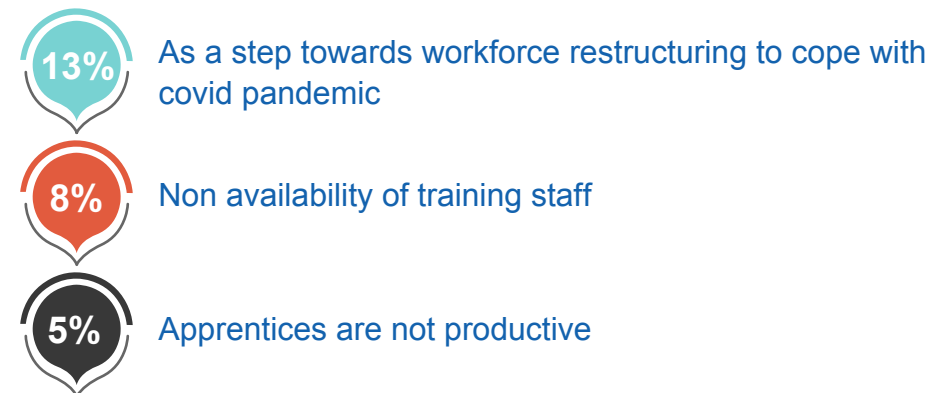 13%
As a step towards workforce restructuring to cope with
covid pandemic
8%
Non availability of training staff
5%
Apprentices are not productive